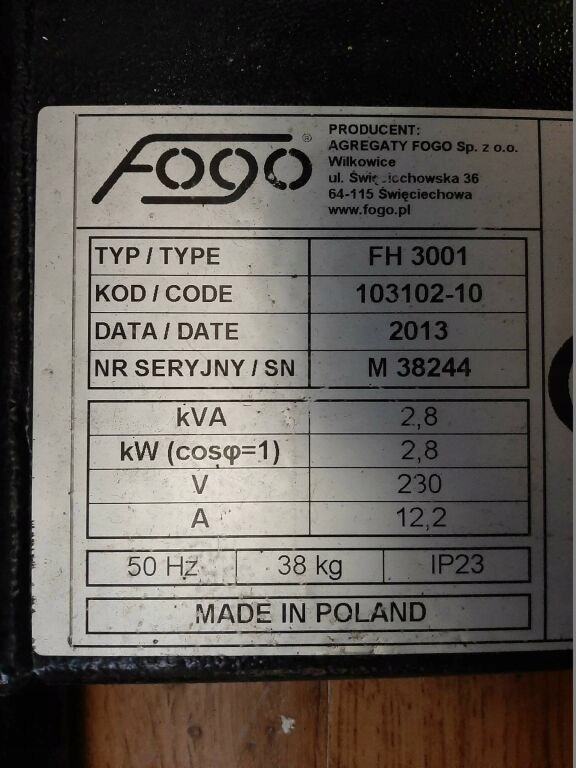 Fogo®
PRODUCENT:
AGREGATY FOGO Sp. z o.o.
Wilkowice
ul. Święciechowska 36
64-115 Święciechowa
www.fogo.pl
TYP / TYPE FH 3001
KOD / CODE 103102-10
DATA / DATE 2013
NR SERYJNY / SN M 38244
kVA 2,8
kW (cosφ=1) 2,8
V 230
A 12,2
50 Hz 38 kg IP23
MADE IN POLAND